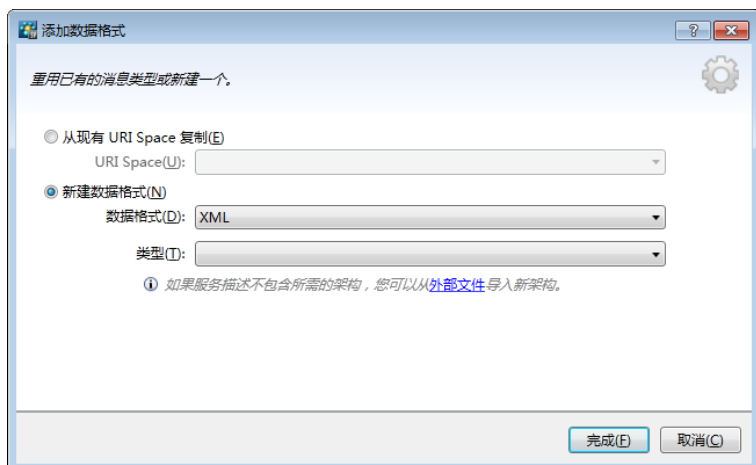 添加数据格式
重用已有的消息类型或新建一个。
从现有 URI Space 复制(E)
URI Space(U):
新建数据格式(N)
数据格式(D): XML
类型(T):
如果服务描述不包含所需的架构，您可以从外部文件导入新架构。
完成(F) 取消(C)